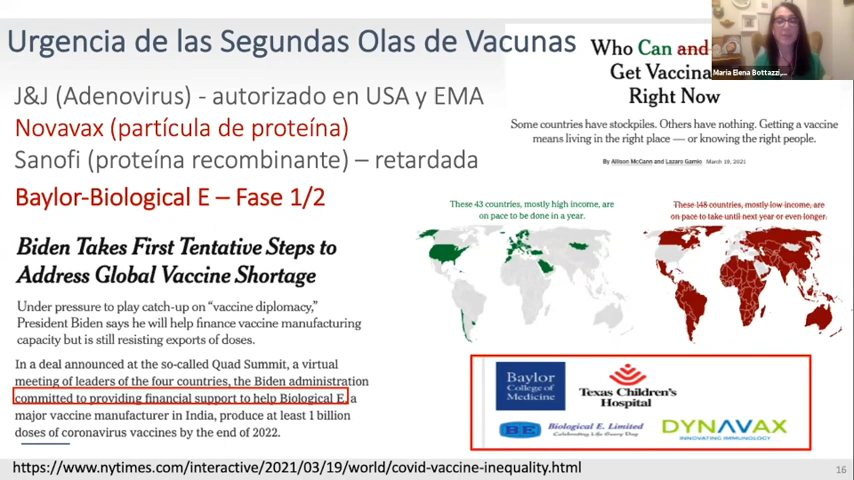 Urgencia de las Segundas Olas de Vacunas
J&J (Adenovirus) - autorizado en USA y EMA
Novavax (partícula de proteína)
Sanofi (proteína recombinante) – retardada
Baylor-Biological E – Fase 1/2
Biden Takes First Tentative Steps to
Address Global Vaccine Shortage
Under pressure to play catch-up on “vaccine diplomacy,”
President Biden says he will help finance vaccine manufacturing
capacity but is still resisting exports of doses.
In a deal announced at the so-called Quad Summit, a virtual
meeting of leaders of the four countries, the Biden administration
committed to providing financial support to help Biological E, a
major vaccine manufacturer in India, produce at least 1 billion
doses of coronavirus vaccines by the end of 2022.
Who Can and
Get Vaccina
Right Now
Some countries have stockpiles. Others have nothing. Getting a vaccine
means living in the right place — or knowing the right people.
By Allison McCann and Lazaro Gamio March 19, 2021
Maria Elena Bottazzi,...
These 43 countries, mostly high income, are
on pace to be done in a year.
These 148 countries, mostly low income, are
on pace to take until next year or even longer.
Baylor
College of
Medicine
Texas Children's
Hospital
BE Biological E. Limited
Celebrating Life Every Day
DYNAVAX
INNOVATING IMMUNOLOGY
https://www.nytimes.com/interactive/2021/03/19/world/covid-vaccine-inequality.html
16